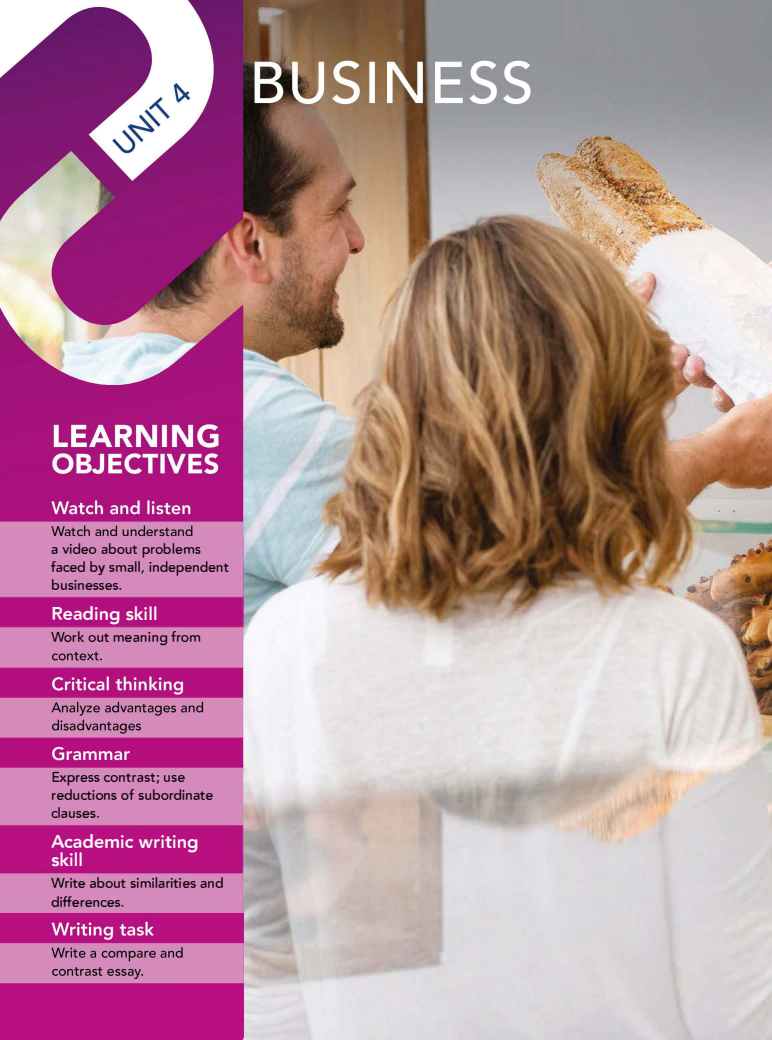 UNIT 4
BUSINESS
LEARNING
OBJECTIVES
Watch and listen
Watch and understand
a video about problems
faced by small, independent
businesses.
Reading skill
Work out meaning from
context.
Critical thinking
Analyze advantages and
disadvantages
Grammar
Express contrast; use
reductions of subordinate
clauses.
Academic writing
skill
Write about similarities and
differences.
Writing task
Write a compare and
contrast essay.